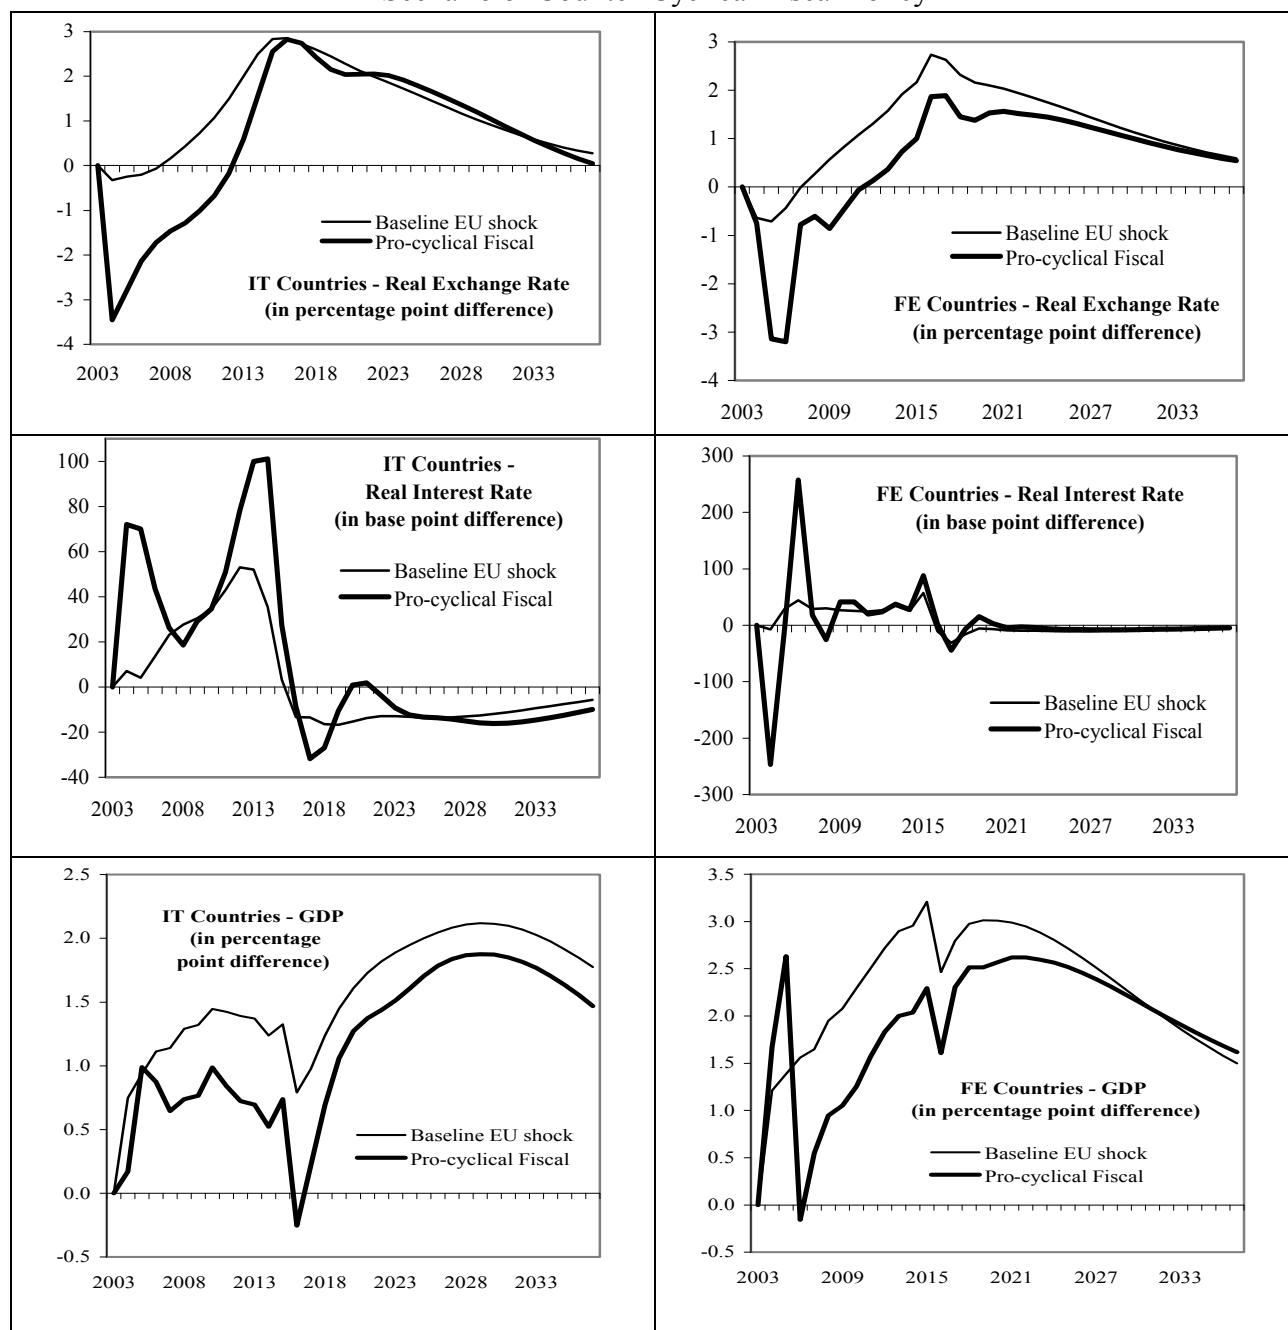 3
2
1
0
-1
-2
-3
-4
Baseline EU shock
Pro-cyclical Fiscal
IT Countries - Real Exchange Rate
(in percentage point difference)
2003 2008 2013 2018 2023 2028 2033
3
2
1
0
-1
-2
-3
-4
Baseline EU shock
Pro-cyclical Fiscal
FE Countries - Real Exchange Rate
(in percentage point difference)
2003 2009 2015 2021 2027 2033
100
80
60
40
20
0
-20
-40
IT Countries -
Real Interest Rate
(in base point difference)
Baseline EU shock
Pro-cyclical Fiscal
2003 2008 2013 2018 2023 2028 2033
300
200
100
0
-100
-200
-300
FE Countries - Real Interest Rate
(in base point difference)
Baseline EU shock
Pro-cyclical Fiscal
2003 2009 2015 2021 2027 2033
2.5
2.0
1.5
1.0
0.5
0.0
-0.5
IT Countries - GDP
(in percentage
point difference)
Baseline EU shock
Pro-cyclical Fiscal
2003 2008 2013 2018 2023 2028 2033
3.5
3.0
2.5
2.0
1.5
1.0
0.5
0.0
-0.5
FE Countries - GDP
(in percentage point difference)
Baseline EU shock
Pro-cyclical Fiscal
2003 2009 2015 2021 2027 2033